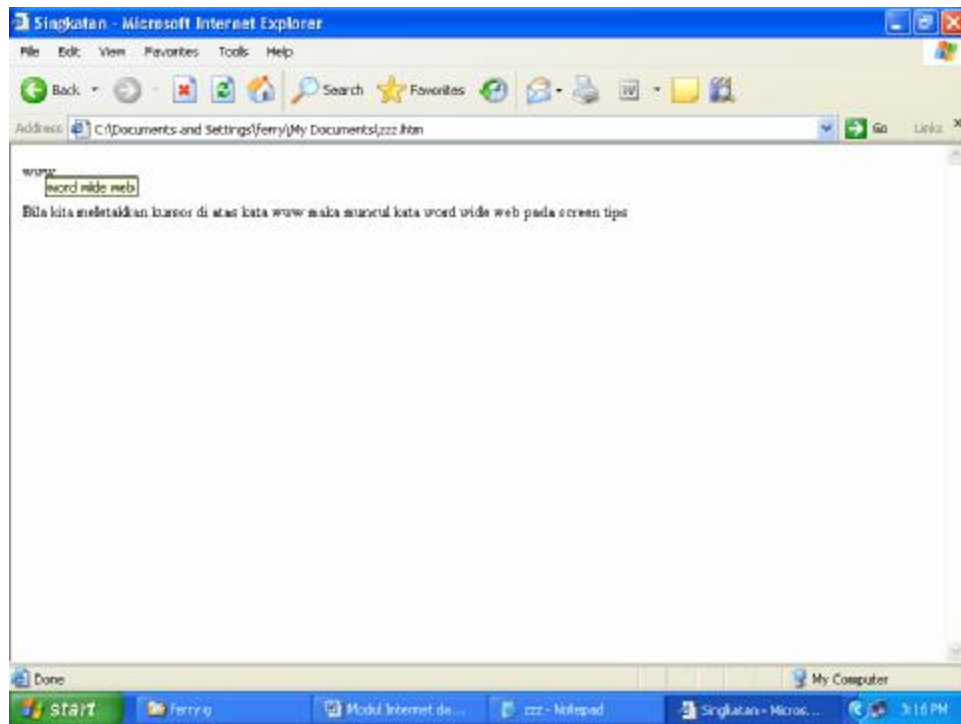 Singkatan - Microsoft Internet Explorer
File Edit View Favorites Tools Help
Back Search Favorites
Address C:\Documents and Settings\ferry\My Documents\zzz.htm Go Links
www
word wide web
Bila kita meletakkan kursor di atas kata www maka muncul kata word wide web pada screen tips
Done My Computer
start ferry g Modul Internet da... zzz - Notepad Singkatan - Micros... 3:16 PM